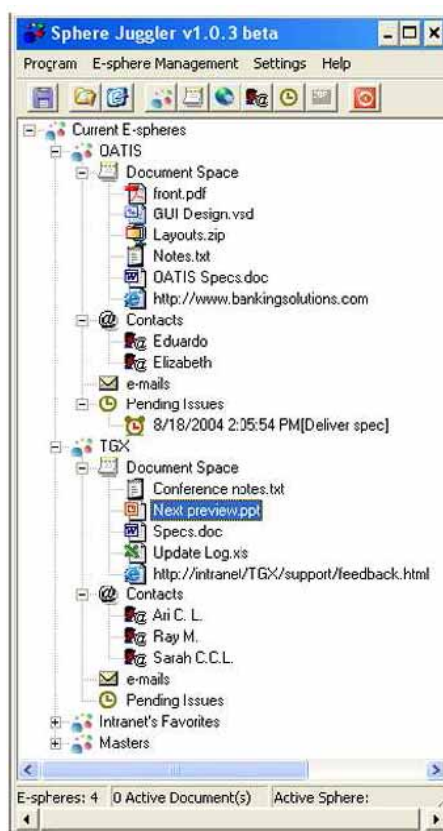 Sphere Juggler v1.0.3 beta
Program E-sphere Management Settings Help
Current E-spheres
OATIS
Document Space
front.pdf
GUI Design.vsd
Layouts.zip
Notes.txt
OATIS Specs.doc
http://www.bankingsolutions.com
Contacts
Eduardo
Elizabeth
e-mails
Pending Issues
8/18/2004 2:05:54 PM[Deliver spec]
TGX
Document Space
Conference notes.txt
Next preview.ppt
Specs.doc
Update Log.xls
http://intranet/TGX/support/feedback.html
Contacts
Ari C. L.
Ray M.
Sarah C.C.L.
e-mails
Pending Issues
Intranet's Favorites
Masters
E-spheres: 4 0 Active Document(s) Active Sphere: